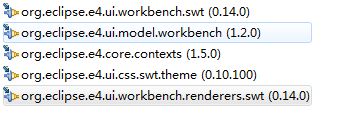 org.eclipse.e4.ui.workbench.swt (0.14.0)
org.eclipse.e4.ui.model.workbench (1.2.0)
org.eclipse.e4.core.contexts (1.5.0)
org.eclipse.e4.ui.css.swt.theme (0.10.100)
org.eclipse.e4.ui.workbench.renderers.swt (0.14.0)